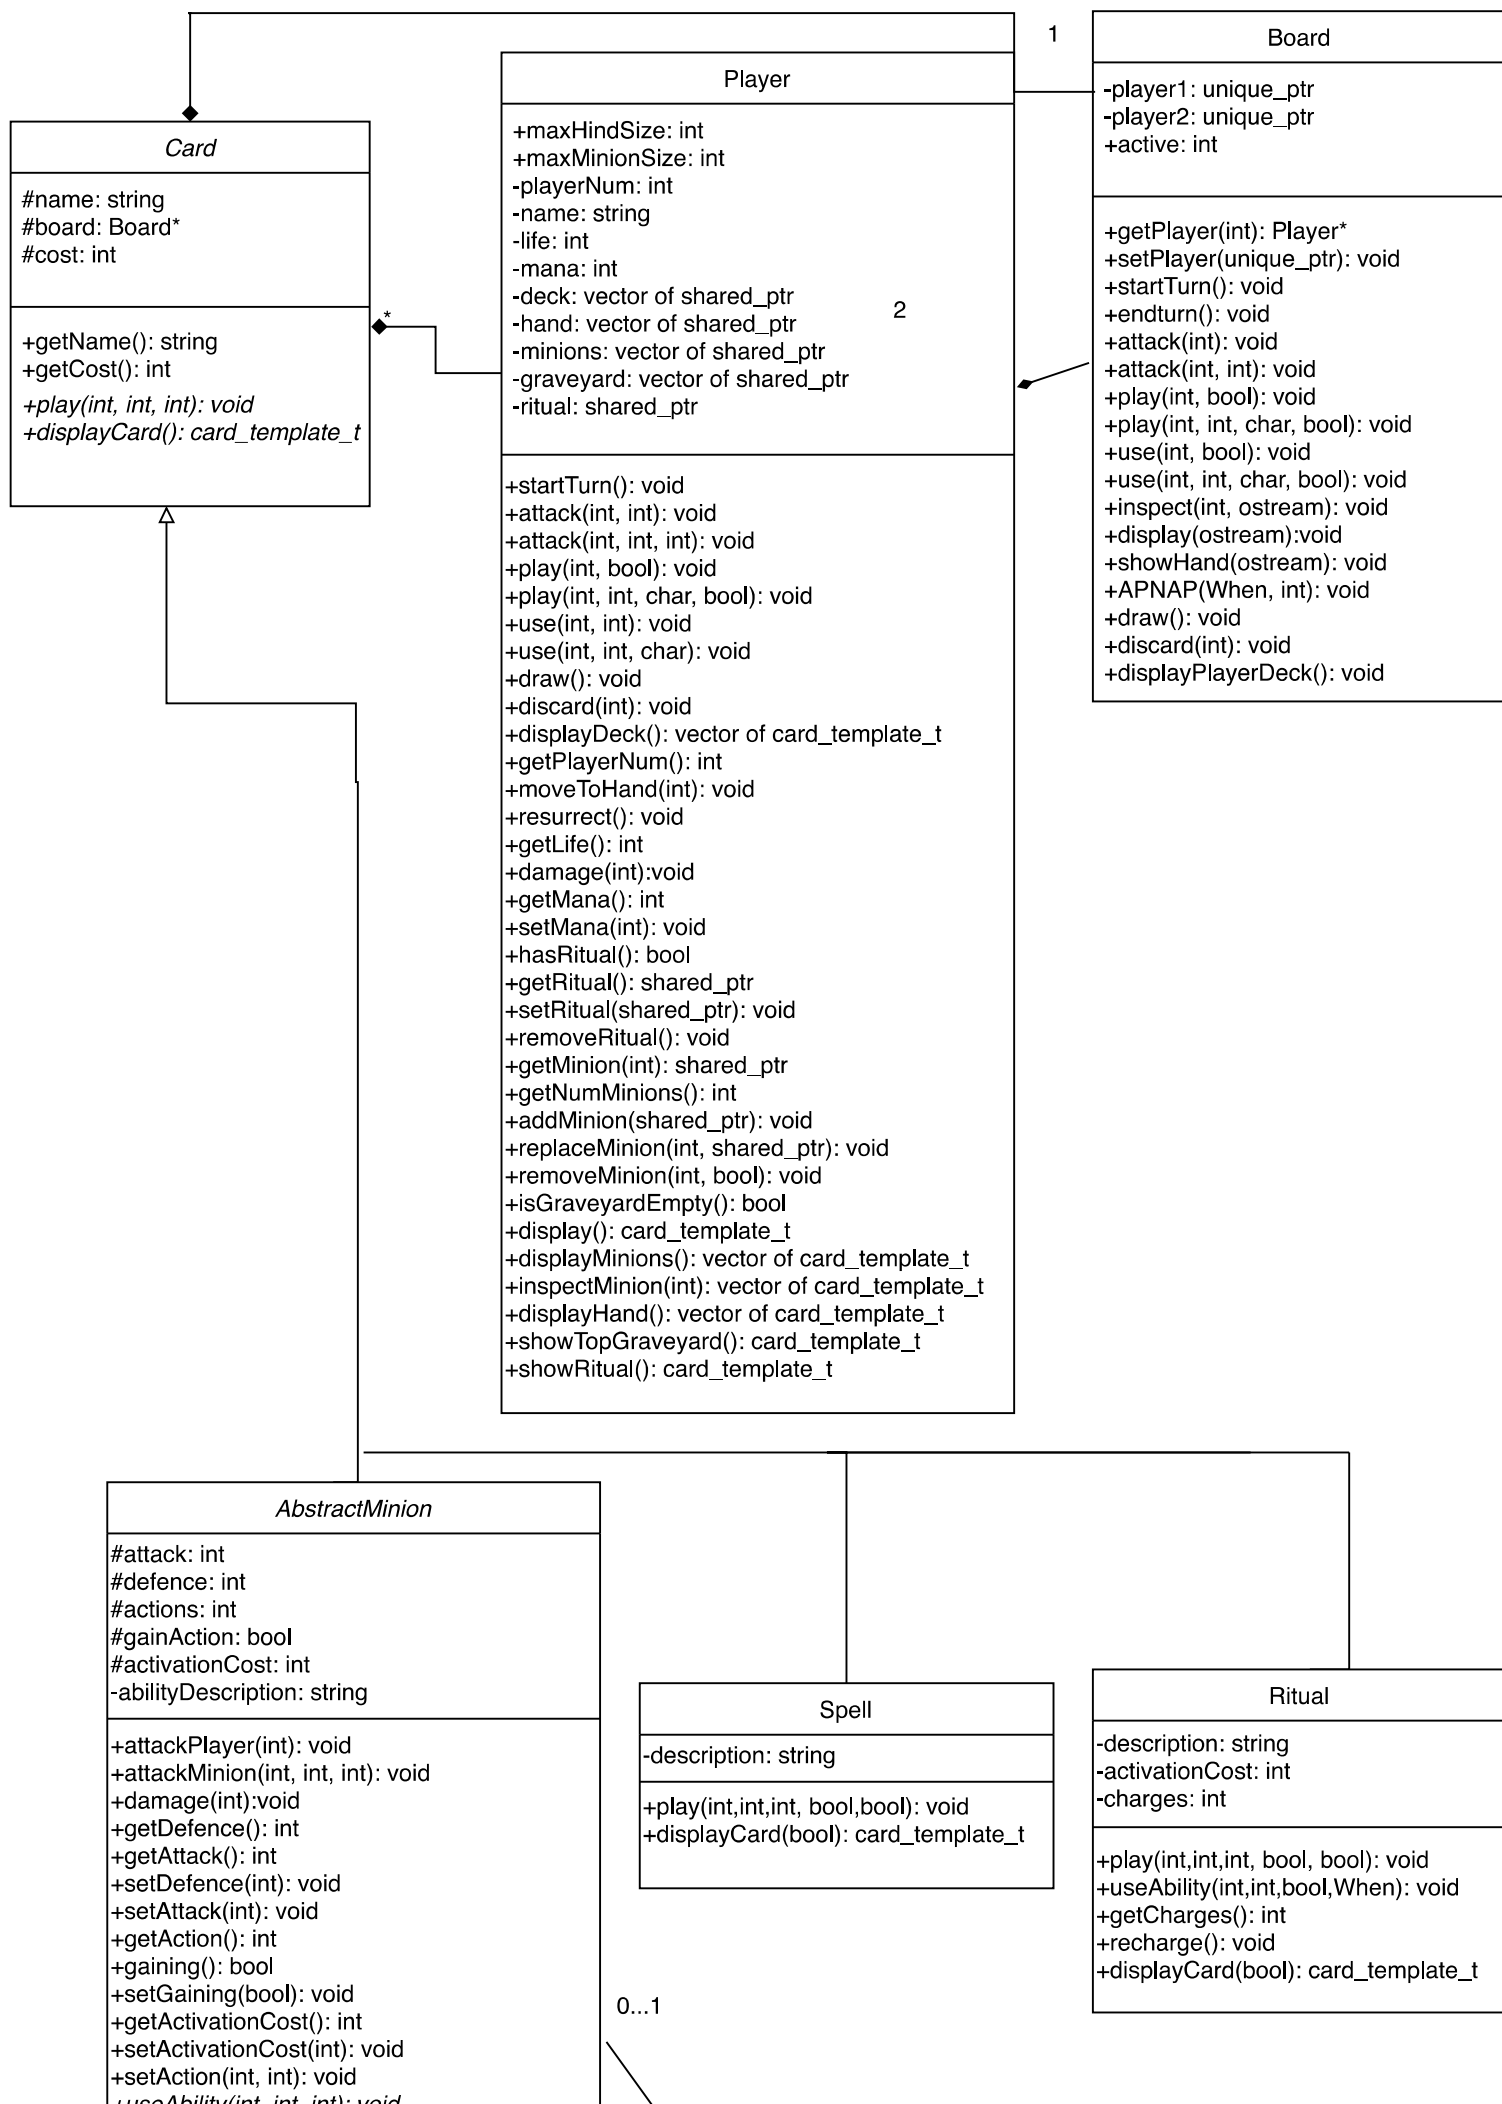 1
Card
#name: string
#board: Board*
#cost: int
+getName(): string
+getCost(): int
+play(int, int, int): void
+displayCard(): card_template_t
*
Player
+maxHindSize: int
+maxMinionSize: int
-playerNum: int
-name: string
-life: int
-mana: int
-deck: vector of shared_ptr
-hand: vector of shared_ptr
-minions: vector of shared_ptr
-graveyard: vector of shared_ptr
-ritual: shared_ptr
2
+startTurn(): void
+attack(int, int): void
+attack(int, int, int): void
+play(int, bool): void
+play(int, int, char, bool): void
+use(int, int): void
+use(int, int, char): void
+draw(): void
+discard(int): void
+displayDeck(): vector of card_template_t
+getPlayerNum(): int
+moveToHand(int): void
+resurrect(): void
+getLife(): int
+damage(int):void
+getMana(): int
+setMana(int): void
+hasRitual(): bool
+getRitual(): shared_ptr
+setRitual(shared_ptr): void
+removeRitual(): void
+getMinion(int): shared_ptr
+getNumMinions(): int
+addMinion(shared_ptr): void
+replaceMinion(int, shared_ptr): void
+removeMinion(int, bool): void
+isGraveyardEmpty(): bool
+display(): card_template_t
+displayMinions(): vector of card_template_t
+inspectMinion(int): vector of card_template_t
+displayHand(): vector of card_template_t
+showTopGraveyard(): card_template_t
+showRitual(): card_template_t
Board
-player1: unique_ptr
-player2: unique_ptr
+active: int
+getPlayer(int): Player*
+setPlayer(unique_ptr): void
+startTurn(): void
+endturn(): void
+attack(int): void
+attack(int, int): void
+play(int, bool): void
+play(int, int, char, bool): void
+use(int, bool): void
+use(int, int, char, bool): void
+inspect(int, ostream): void
+display(ostream):void
+showHand(ostream): void
+APNAP(When, int): void
+draw(): void
+discard(int): void
+displayPlayerDeck(): void
AbstractMinion
#attack: int
#defence: int
#actions: int
#gainAction: bool
#activationCost: int
-abilityDescription: string
+attackPlayer(int): void
+attackMinion(int, int, int): void
+damage(int):void
+getDefence(): int
+getAttack(): int
+setDefence(int): void
+setAttack(int): void
+getAction(): int
+gaining(): bool
+setGaining(bool): void
+getActivationCost(): int
+setActivationCost(int): void
+setAction(int, int): void
+useAbility(int, int, int): void
0...1
Spell
-description: string
+play(int,int,int, bool,bool): void
+displayCard(bool): card_template_t
Ritual
-description: string
-activationCost: int
-charges: int
+play(int,int,int, bool, bool): void
+useAbility(int,int,bool,When): void
+getCharges(): int
+recharge(): void
+displayCard(bool): card_template_t